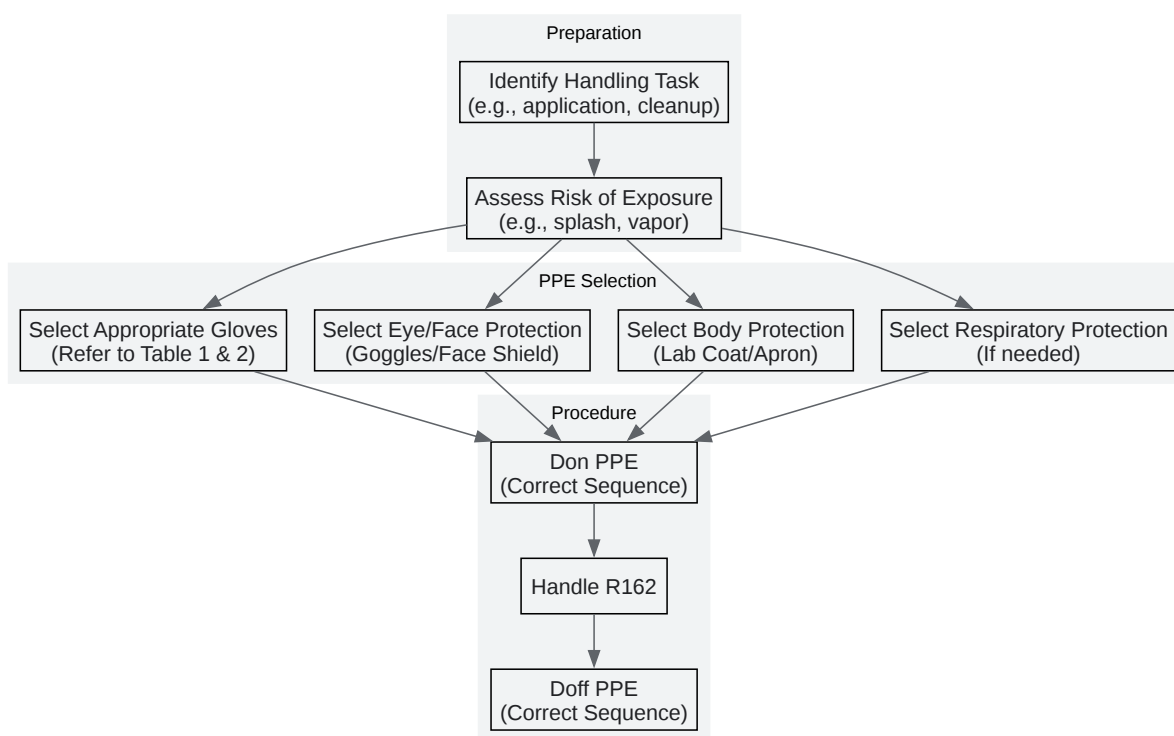 Preparation
Identify Handling Task
(e.g., application, cleanup)
Assess Risk of Exposure
(e.g., splash, vapor)
PPE Selection
Select Appropriate Gloves
(Refer to Table 1 & 2)
Select Eye/Face Protection
(Goggles/Face Shield)
Select Body Protection
(Lab Coat/Apron)
Select Respiratory Protection
(If needed)
Procedure
Don PPE
(Correct Sequence)
Handle R162
Doff PPE
(Correct Sequence)